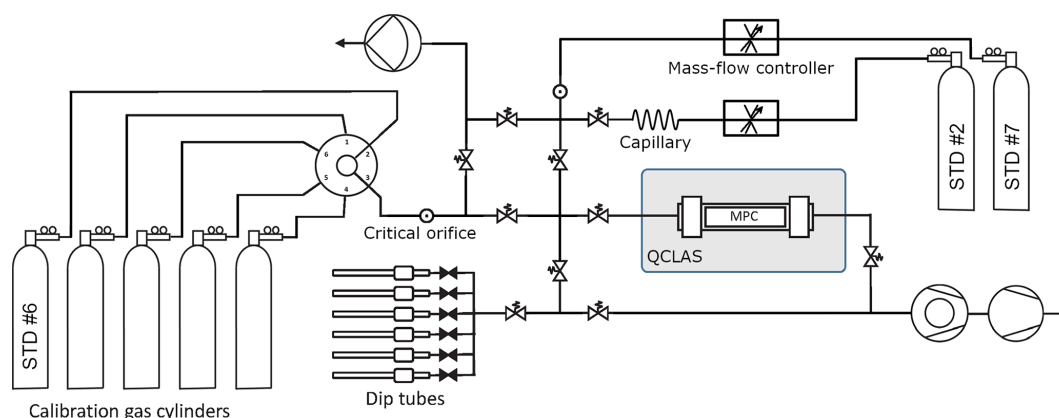 Mass-flow controller
Capillary
STD #2
STD #7
1
2
3
4
5
6
Critical orifice
MPC
QCLAS
STD #6
Dip tubes
Calibration gas cylinders